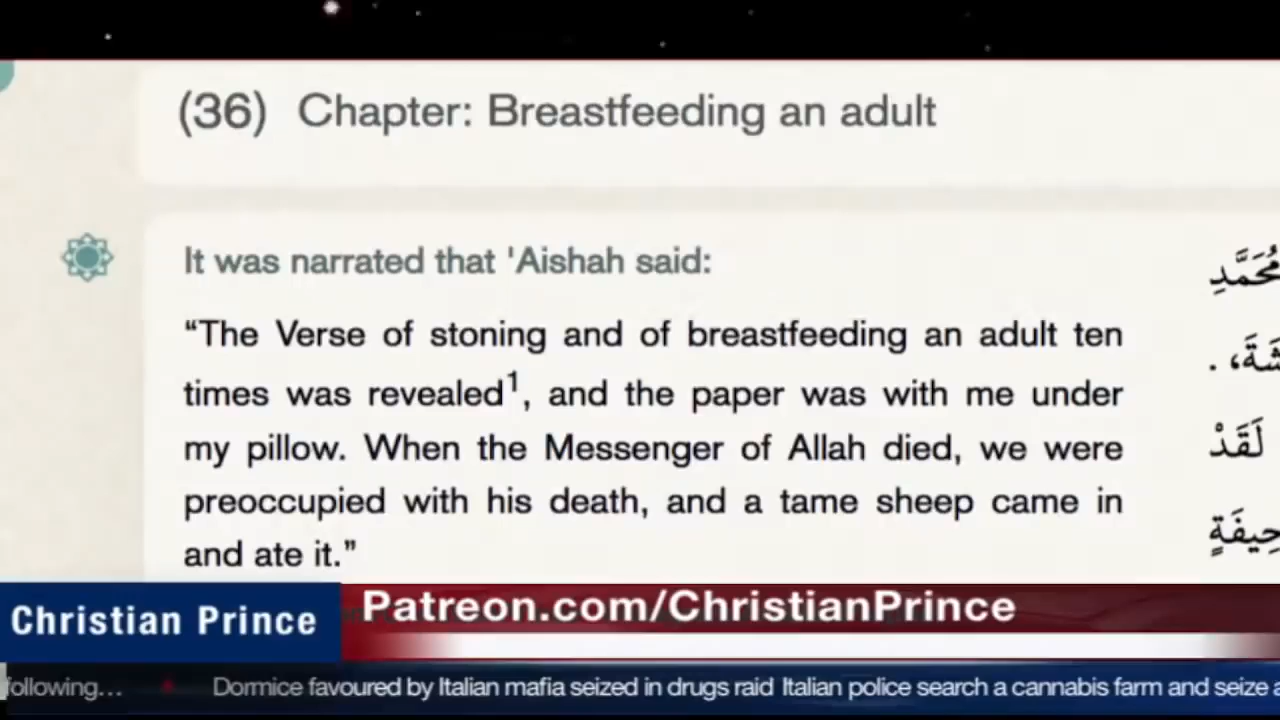 (36) Chapter: Breastfeeding an adult
It was narrated that 'Aishah said:
“The Verse of stoning and of breastfeeding an adult ten
times was revealed¹, and the paper was with me under
my pillow. When the Messenger of Allah died, we were
preoccupied with his death, and a tame sheep came in
and ate it.”
مُحَمَّدِ
لَقَدْ
Christian Prince
Patreon.com/ChristianPrince
following... Dormice favoured by Italian mafia seized in drugs raid Italian police search a cannabis farm and seize